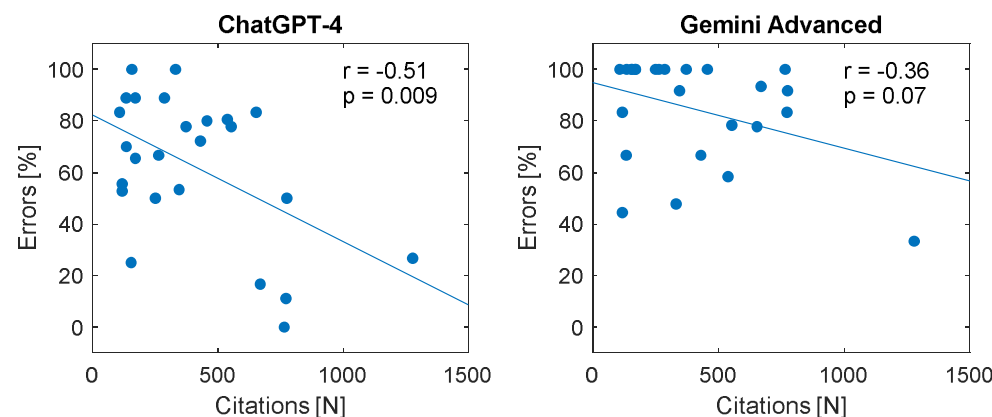 ChatGPT-4
r = -0.51
p = 0.009
Errors [%]
100
80
60
40
20
0
0 500 1000 1500
Citations [N]
Gemini Advanced
r = -0.36
p = 0.07
Errors [%]
100
80
60
40
20
0
0 500 1000 1500
Citations [N]